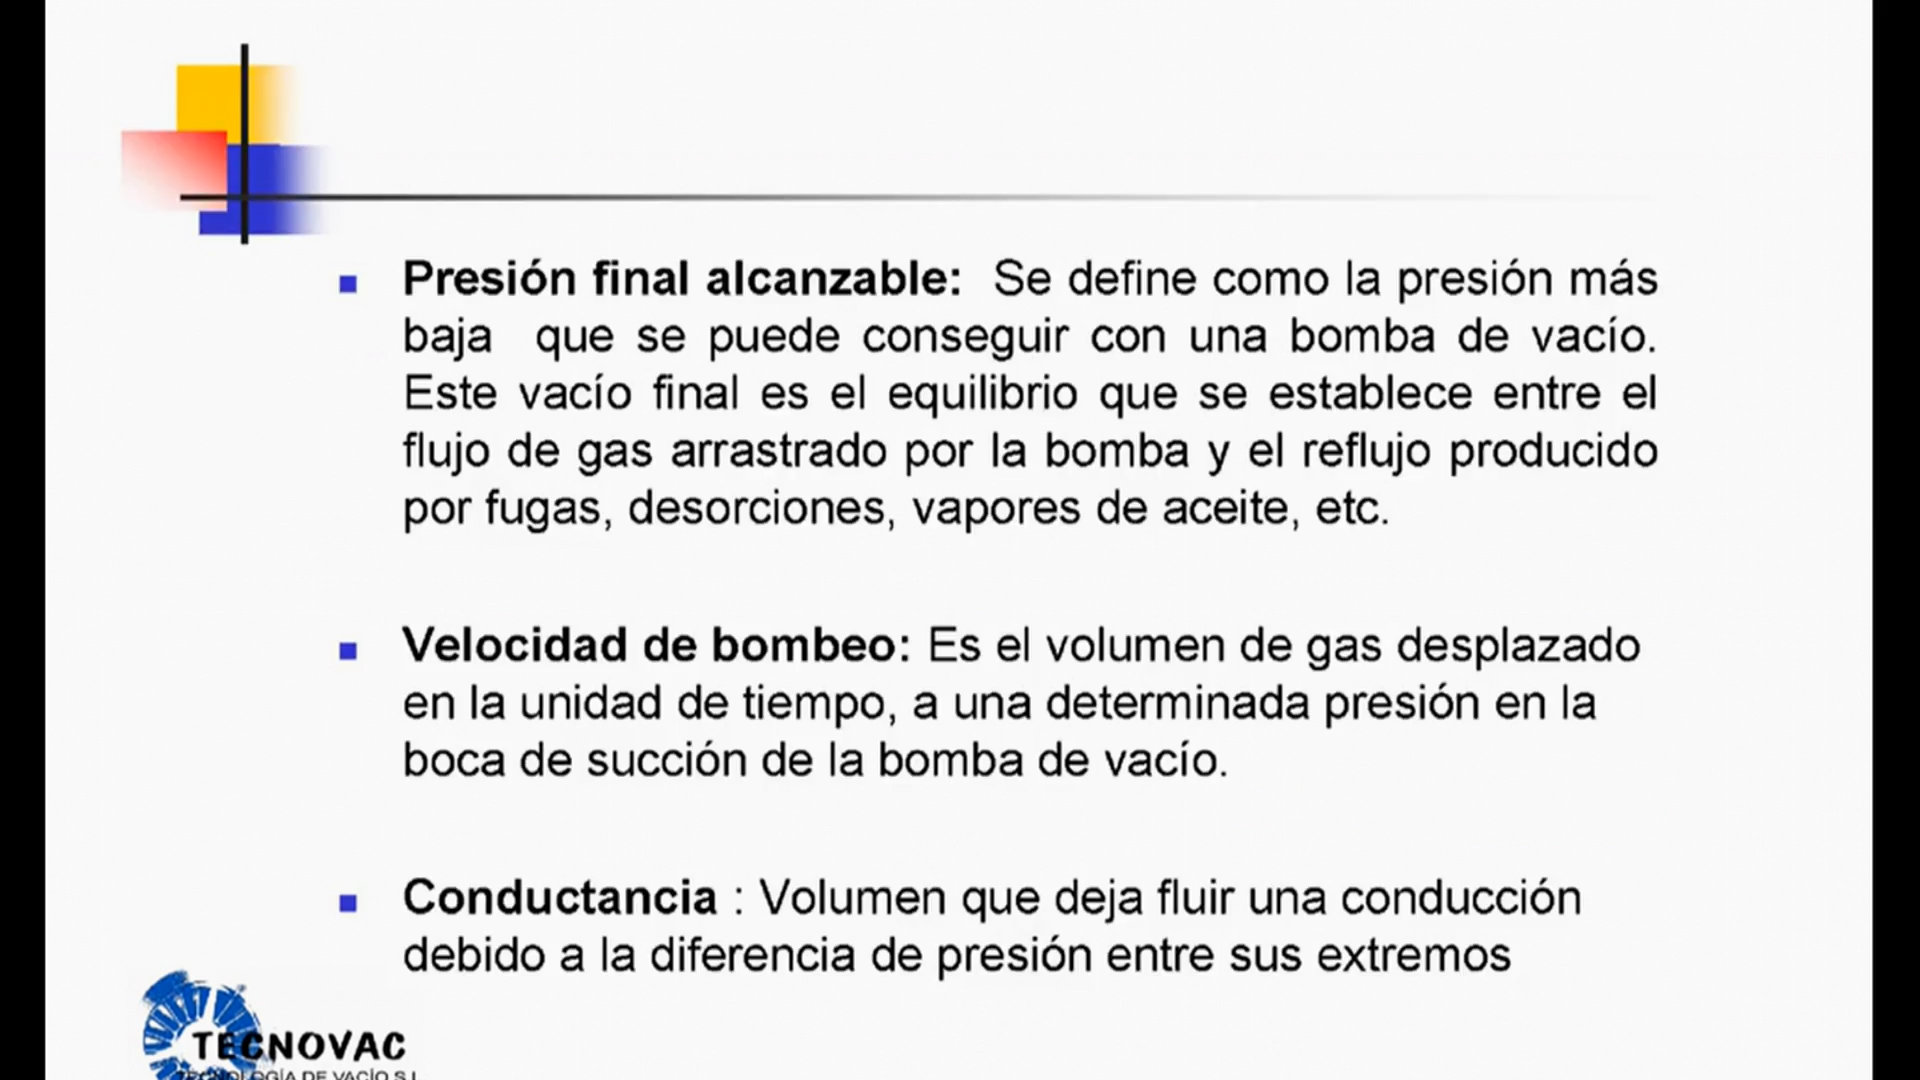 Presión final alcanzable: Se define como la presión más
baja que se puede conseguir con una bomba de vacío.
Este vacío final es el equilibrio que se establece entre el
flujo de gas arrastrado por la bomba y el reflujo producido
por fugas, desorciones, vapores de aceite, etc.
Velocidad de bombeo: Es el volumen de gas desplazado
en la unidad de tiempo, a una determinada presión en la
boca de succión de la bomba de vacío.
Conductancia : Volumen que deja fluir una conducción
debido a la diferencia de presión entre sus extremos
TECNOVAC
TECNOLOGÍA DE VACÍO S.L.